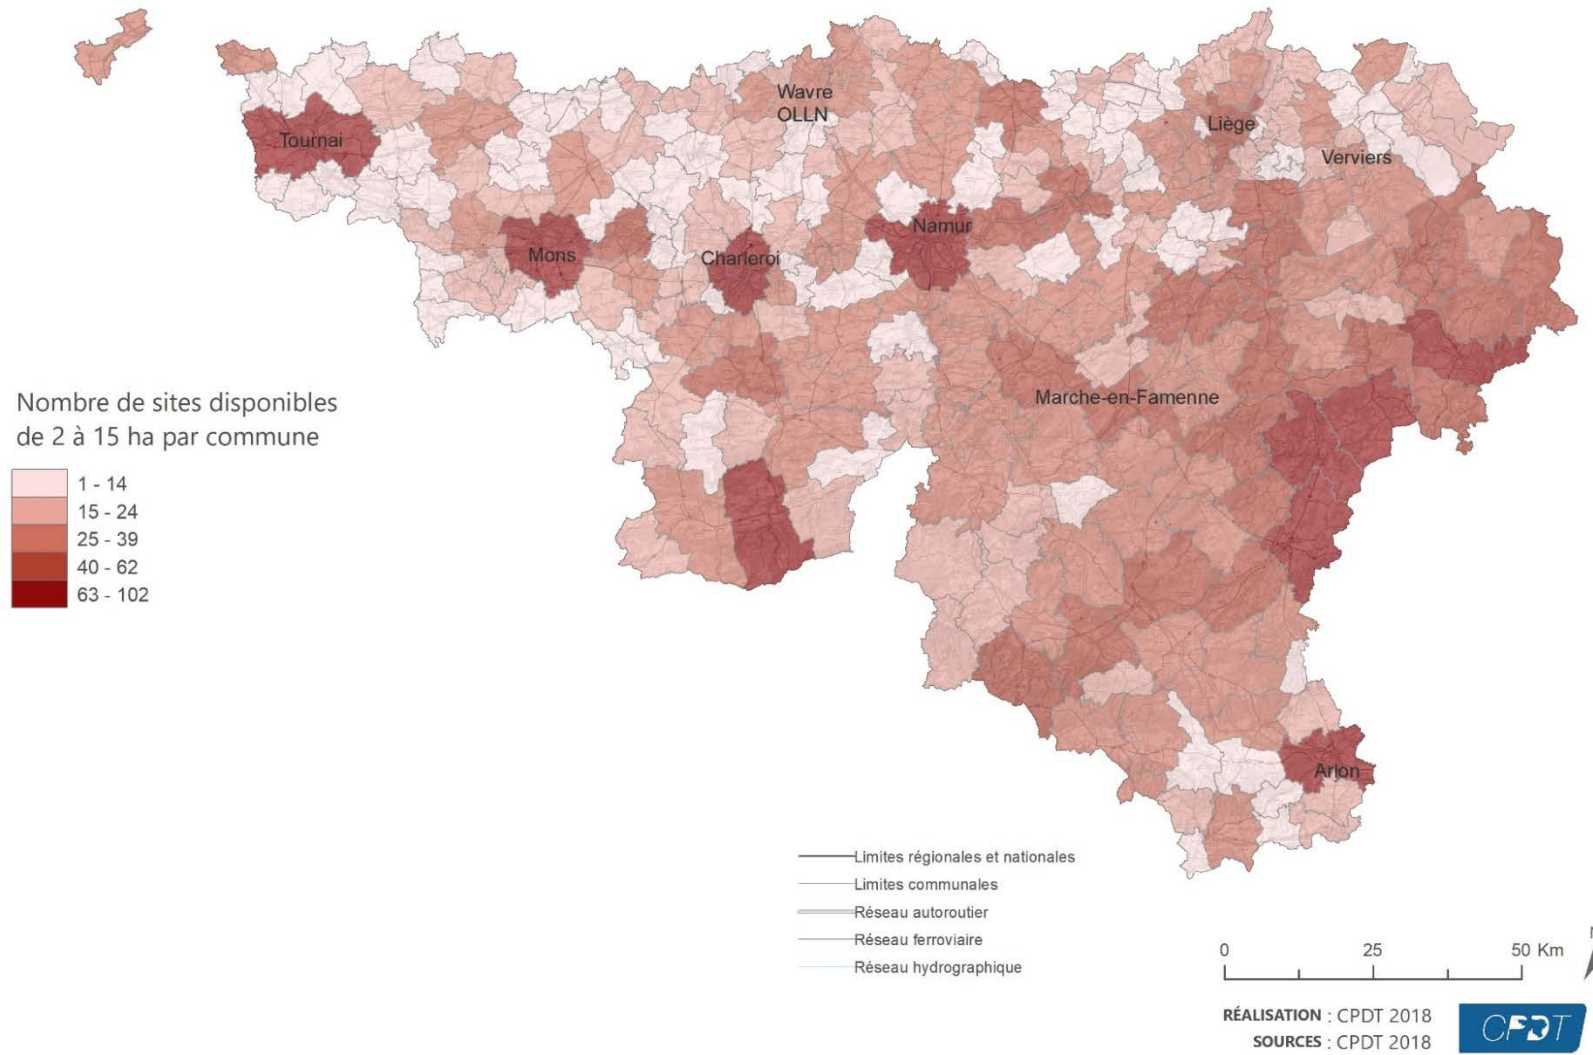 Wavre
OLLN
Liège
Tournai
Verviers
Namur
Mons
Charleroi
Marche-en-Famenne
Arlon
Nombre de sites disponibles
de 2 à 15 ha par commune
1 - 14
15 - 24
25 - 39
40 - 62
63 - 102
Limites régionales et nationales
Limites communales
Réseau autoroutier
Réseau ferroviaire
Réseau hydrographique
0 25 50 Km
RÉALISATION : CPDT 2018
SOURCES : CPDT 2018
CPDT